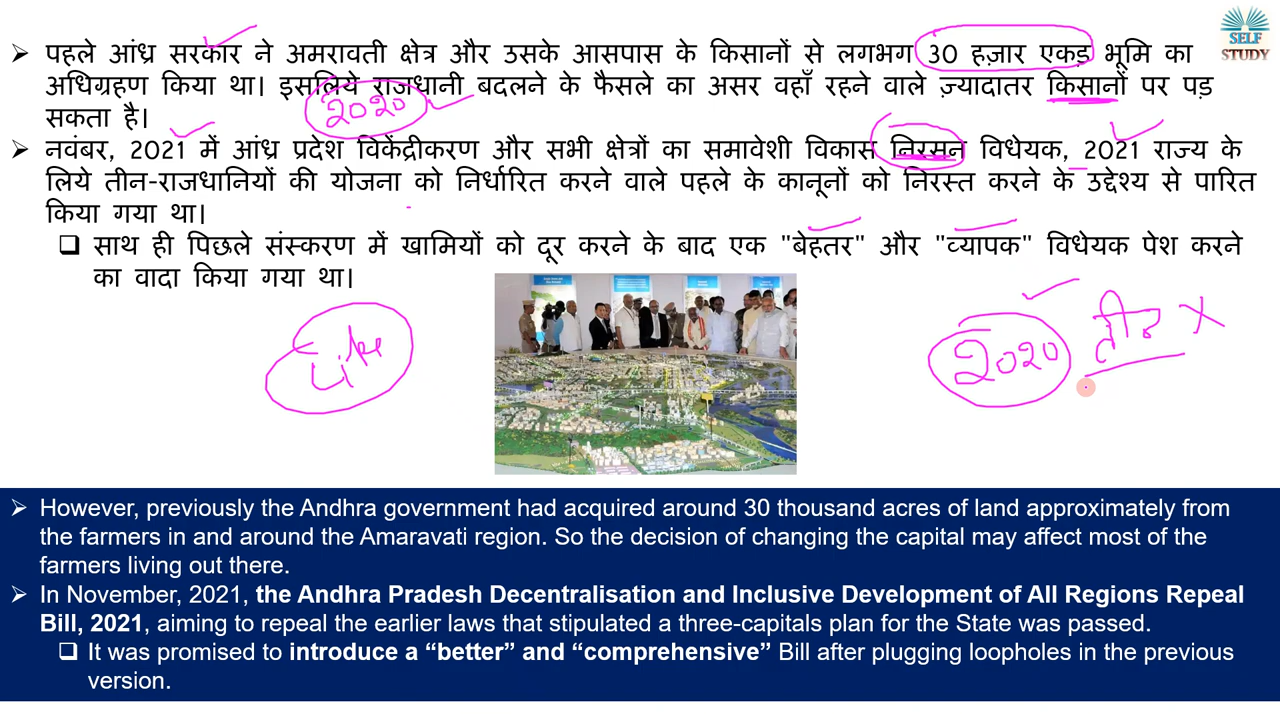 SELF
STUDY
➢ पहले आंध्र सरकार ने अमरावती क्षेत्र और उसके आसपास के किसानों से लगभग 30 हज़ार एकड़ भूमि का
अधिग्रहण किया था। इसलिये राजधानी बदलने के फैसले का असर वहाँ रहने वाले ज़्यादातर किसानों पर पड़
सकता है।
2020
➢ नवंबर, 2021 में आंध्र प्रदेश विकेंद्रीकरण और सभी क्षेत्रों का समावेशी विकास निरसन विधेयक, 2021 राज्य के
लिये तीन-राजधानियों की योजना को निर्धारित करने वाले पहले के कानूनों को निरस्त करने के उद्देश्य से पारित
किया गया था।
❑ साथ ही पिछले संस्करण में खामियों को दूर करने के बाद एक "बेहतर" और "व्यापक" विधेयक पेश करने
का वादा किया गया था।
2020 तीन X
➢ However, previously the Andhra government had acquired around 30 thousand acres of land approximately from
the farmers in and around the Amaravati region. So the decision of changing the capital may affect most of the
farmers living out there.
➢ In November, 2021, the Andhra Pradesh Decentralisation and Inclusive Development of All Regions Repeal
Bill, 2021, aiming to repeal the earlier laws that stipulated a three-capitals plan for the State was passed.
❑ It was promised to introduce a “better” and “comprehensive” Bill after plugging loopholes in the previous
version.